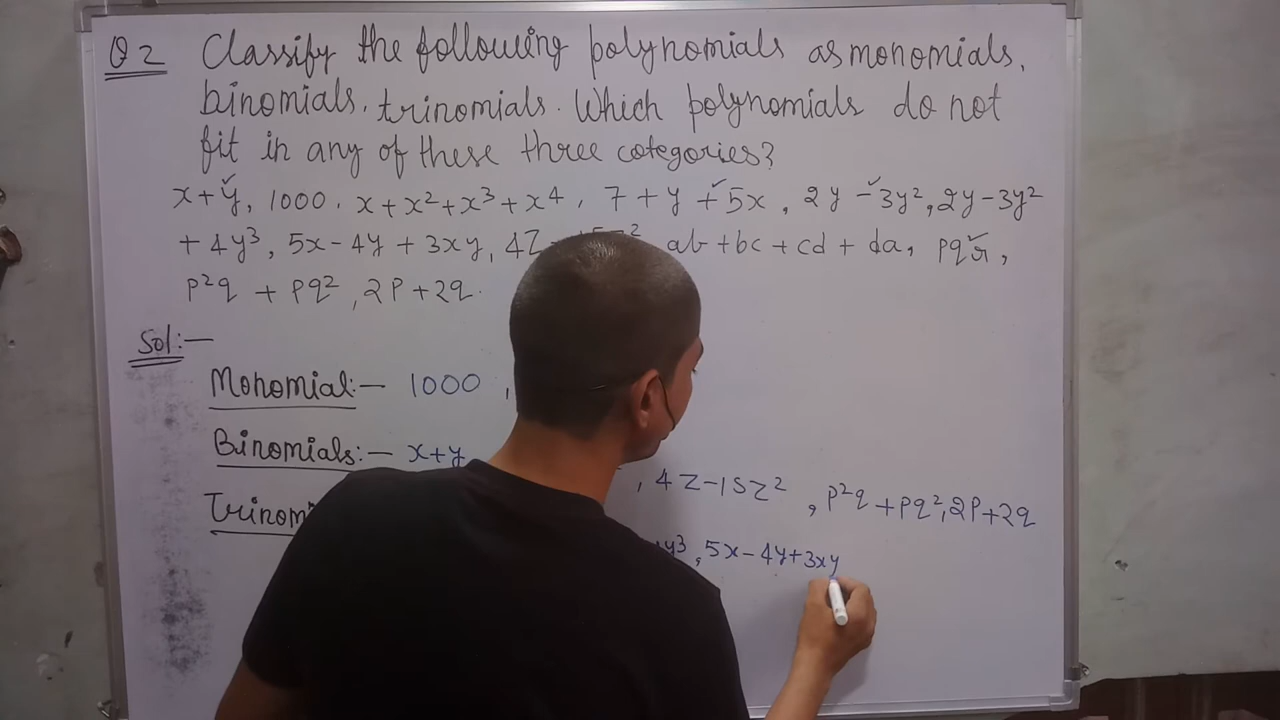 Q 2 Classify the following polynomials as monomials,
binomials, trinomials. Which polynomials do not
fit in any of these three categories?
x+y, 1000, x + x² + x³ + x⁴, 7 + y + 5x, 2y - 3y², 2y - 3y²
+ 4y³, 5x - 4y + 3xy, 4z ab + bc + cd + da, pqr,
p²q + pq², 2p + 2q.
Sol:-
Monomial:- 1000,
Binomials:- x+y , 4z-15z², p²q + pq², 2p+2q
y³, 5x - 4y + 3xy